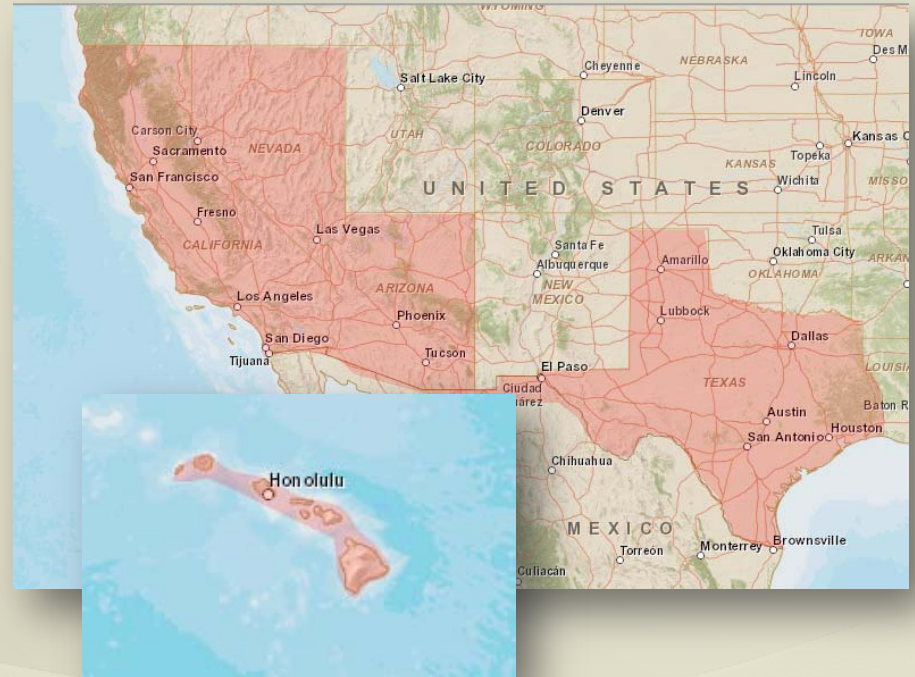 WYOMING
IOWA
Des M
NEBRASKA
Cheyenne
Salt Lake City
Lincoln
Denver
UTAH
COLORADO
Carson City
NEVADA
Sacramento
San Francisco
Kansas C
Topeka
KANSAS
MISSO
Wichita
UNITED STATES
Fresno
Las Vegas
CALIFORNIA
Santa Fe
Albuquerque
Tulsa
Oklahoma City
OKLAHOMA
ARKAN
Amarillo
ARIZONA
NEW
MEXICO
Los Angeles
Phoenix
Lubbock
San Diego
Tijuana
Tucson
Dallas
El Paso
Ciudad
TEXAS
LOUISI
Baton R
Austin
Houston
San Antonio
Chihuahua
MEXICO
Torreón
Monterrey
Brownsville
Culiacán
Honolulu